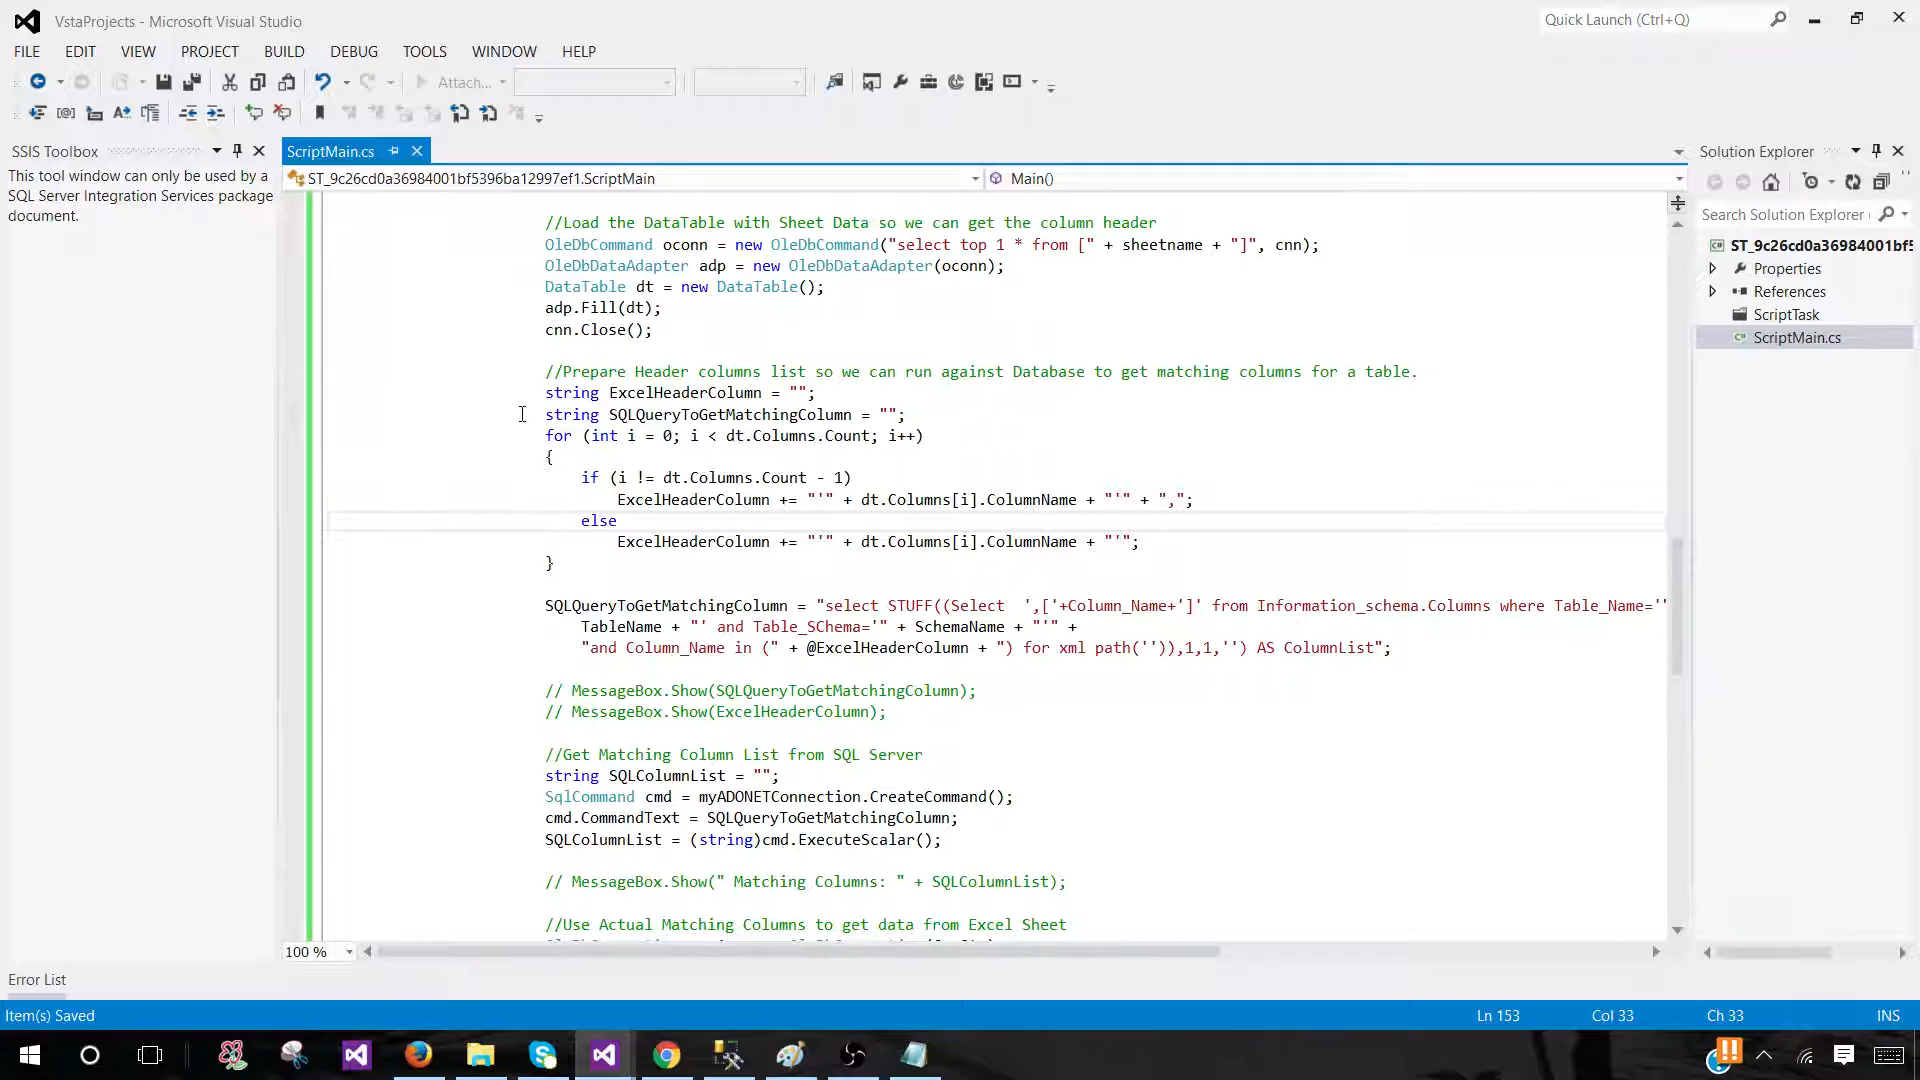 VstaProjects - Microsoft Visual Studio
Quick Launch (Ctrl+Q)
FILE EDIT VIEW PROJECT BUILD DEBUG TOOLS WINDOW HELP
Attach...
SSIS Toolbox
This tool window can only be used by a
SQL Server Integration Services package
document.
ScriptMain.cs
ST_9c26cd0a36984001bf5396ba12997ef1.ScriptMain
Main()
//Load the DataTable with Sheet Data so we can get the column header
OleDbCommand oconn = new OleDbCommand("select top 1 * from [" + sheetname + "]", cnn);
OleDbDataAdapter adp = new OleDbDataAdapter(oconn);
DataTable dt = new DataTable();
adp.Fill(dt);
cnn.Close();
//Prepare Header columns list so we can run against Database to get matching columns for a table.
string ExcelHeaderColumn = "";
string SQLQueryToGetMatchingColumn = "";
for (int i = 0; i < dt.Columns.Count; i++)
{
if (i != dt.Columns.Count - 1)
ExcelHeaderColumn += "'" + dt.Columns[i].ColumnName + "'" + ",";
else
ExcelHeaderColumn += "'" + dt.Columns[i].ColumnName + "'";
}
SQLQueryToGetMatchingColumn = "select STUFF((Select  ',['+Column_Name+']' from Information_schema.Columns where Table_Name='"
TableName + "' and Table_SChema='" + SchemaName + "'" +
"and Column_Name in (" + @ExcelHeaderColumn + ") for xml path('')),1,1,'') AS ColumnList";
// MessageBox.Show(SQLQueryToGetMatchingColumn);
// MessageBox.Show(ExcelHeaderColumn);
//Get Matching Column List from SQL Server
string SQLColumnList = "";
SqlCommand cmd = myADONETConnection.CreateCommand();
cmd.CommandText = SQLQueryToGetMatchingColumn;
SQLColumnList = (string)cmd.ExecuteScalar();
// MessageBox.Show(" Matching Columns: " + SQLColumnList);
//Use Actual Matching Columns to get data from Excel Sheet
100 %
Solution Explorer
Search Solution Explorer
ST_9c26cd0a36984001bf5
Properties
References
ScriptTask
ScriptMain.cs
Error List
Item(s) Saved
Ln 153 Col 33 Ch 33 INS